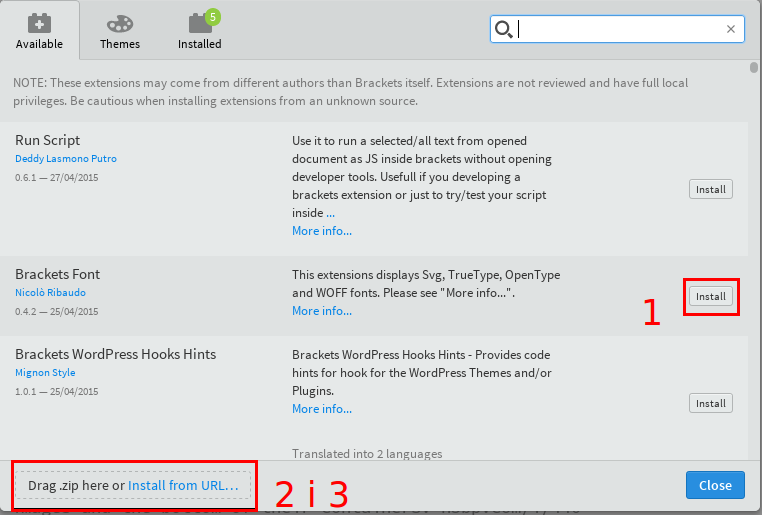 5
Available Themes Installed
NOTE: These extensions may come from different authors than Brackets itself. Extensions are not reviewed and have full local
privileges. Be cautious when installing extensions from an unknown source.
Run Script
Deddy Lasmono Putro
0.6.1 — 27/04/2015
Use it to run a selected/all text from opened
document as JS inside brackets without opening
developer tools. Usefull if you developing a
brackets extension or just to try/test your script
inside ...
More info...
Install
Brackets Font
Nicolò Ribaudo
0.4.2 — 25/04/2015
This extensions displays Svg, TrueType, OpenType
and WOFF fonts. Please see "More info...".
More info...
1
Install
Brackets WordPress Hooks Hints
Mignon Style
1.0.1 — 25/04/2015
Brackets WordPress Hooks Hints - Provides code
hints for hook for the WordPress Themes and/or
Plugins.
More info...
Install
Translated into 2 languages
Drag .zip here or Install from URL...
2 i 3
Close